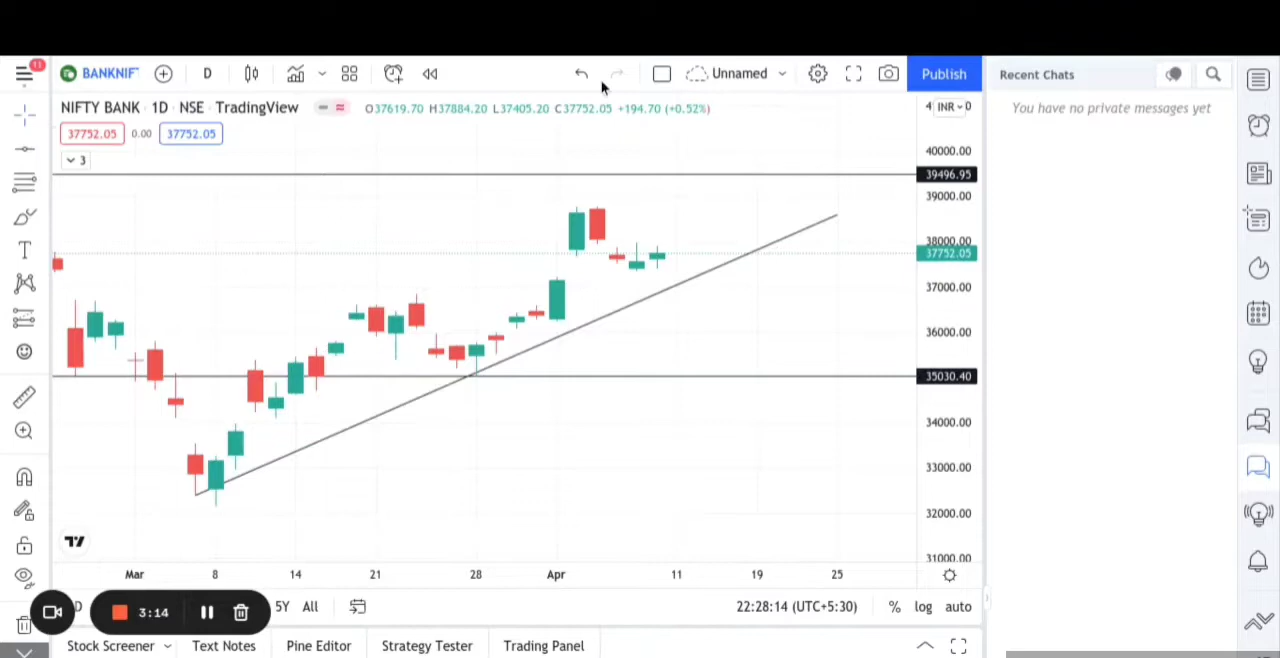 11
BANKNIF
D
Unnamed
Publish
Recent Chats
NIFTY BANK 1D NSE TradingView
O37619.70 H37884.20 L37405.20 C37752.05 +194.70 (+0.52%)
INR
You have no private messages yet
37752.05 0.00 37752.05
3
40000.00
39496.95
39000.00
38000.00
37752.05
37000.00
36000.00
35030.40
34000.00
33000.00
32000.00
31000.00
Mar 8 14 21 28 Apr 11 19 25
3:14
5Y All
22:28:14 (UTC+5:30)
% log auto
Stock Screener Text Notes Pine Editor Strategy Tester Trading Panel